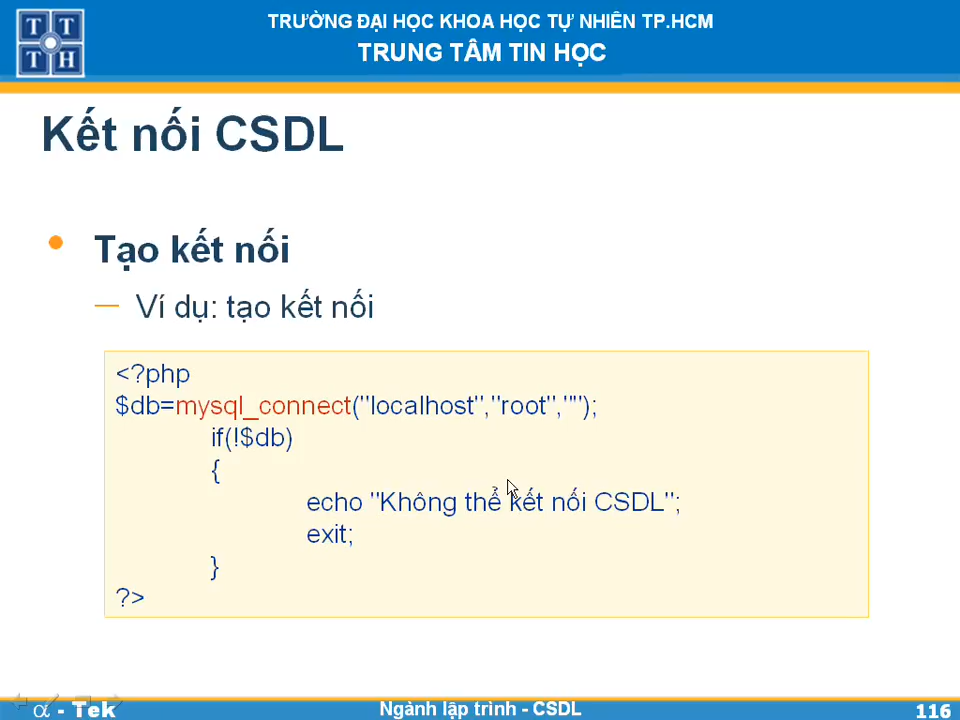 TRƯỜNG ĐẠI HỌC KHOA HỌC TỰ NHIÊN TP.HCM
TRUNG TÂM TIN HỌC
T T
T H
Kết nối CSDL
• Tạo kết nối
– Ví dụ: tạo kết nối
<?php
$db=mysql_connect("localhost","root","");
if(!$db)
{
echo "Không thể kết nối CSDL";
exit;
}
?>
α - Tek
Ngành lập trình - CSDL
116